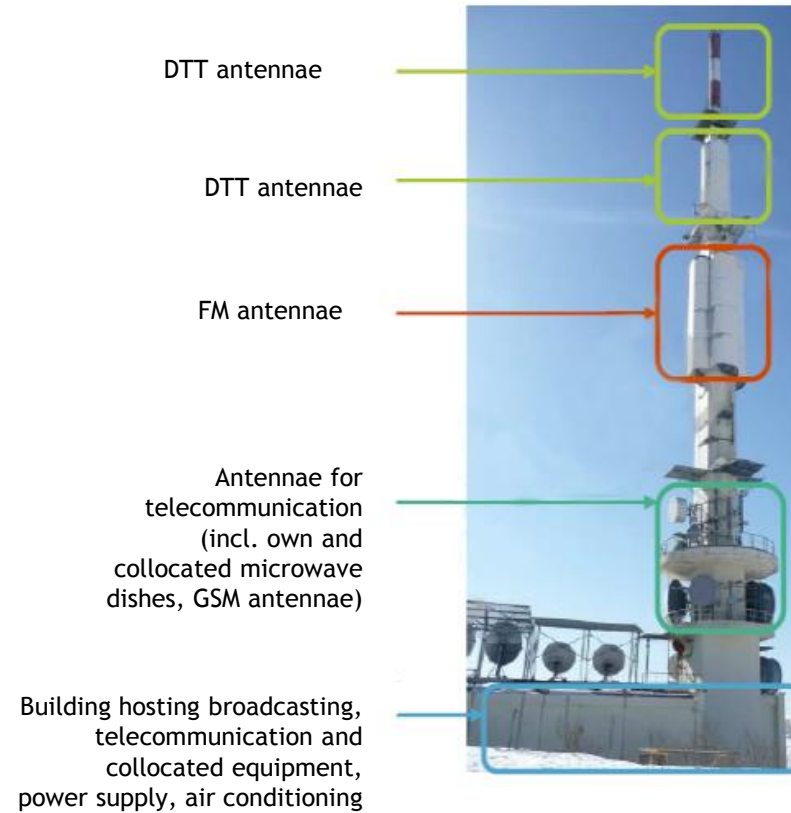 DTT antennae
DTT antennae
FM antennae
Antennae for
telecommunication
(incl. own and
collocated microwave
dishes, GSM antennae)
Building hosting broadcasting,
telecommunication and
collocated equipment,
power supply, air conditioning